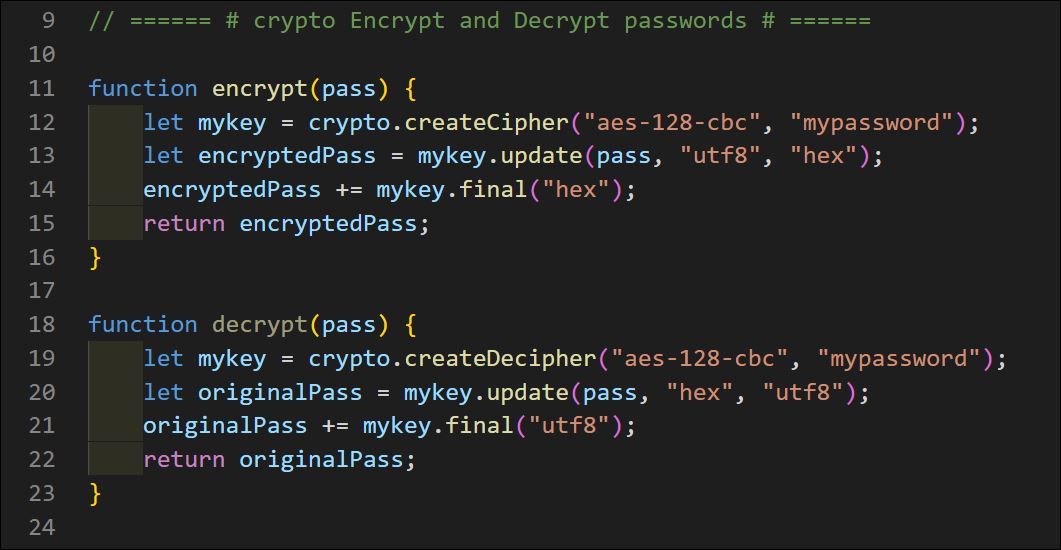 9 // ====== # crypto Encrypt and Decrypt passwords # ======
10
11 function encrypt(pass) {
12     let mykey = crypto.createCipher("aes-128-cbc", "mypassword");
13     let encryptedPass = mykey.update(pass, "utf8", "hex");
14     encryptedPass += mykey.final("hex");
15     return encryptedPass;
16 }
17
18 function decrypt(pass) {
19     let mykey = crypto.createDecipher("aes-128-cbc", "mypassword");
20     let originalPass = mykey.update(pass, "hex", "utf8");
21     originalPass += mykey.final("utf8");
22     return originalPass;
23 }
24